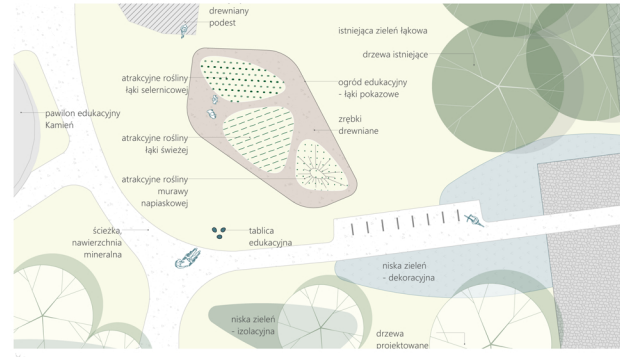 drewniany
podest
istniejąca zieleń łąkowa
drzewa istniejące
atrakcyjne rośliny
łąki selernicowej
ogród edukacyjny
- łąki pokazowe
pawilon edukacyjny
Kamień
zrębki
drewniane
atrakcyjne rośliny
łąki świeżej
atrakcyjne rośliny
murawy
napiaskowej
ścieżka,
nawierzchnia
mineralna
tablica
edukacyjna
niska zieleń
- dekoracyjna
niska zieleń
- izolacyjna
drzewa
projektowane